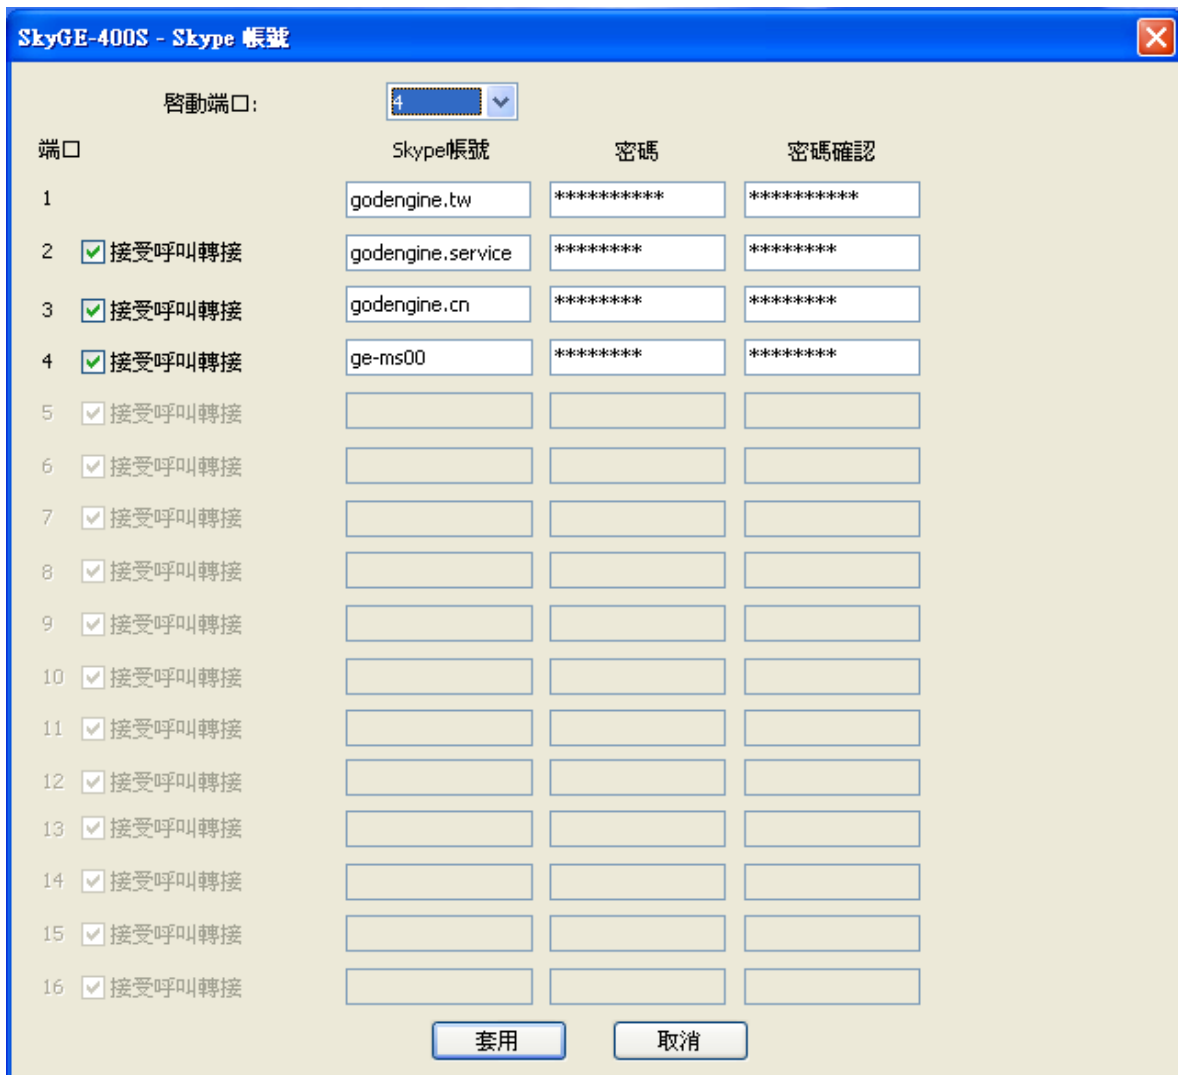 SkyGE-400S - Skype 帳號
啓動端口: 4
端口 Skype帳號 密碼 密碼確認
1 godengine.tw ********** **********
2 接受呼叫轉接 godengine.service ******** ********
3 接受呼叫轉接 godengine.cn ******** ********
4 接受呼叫轉接 ge-ms00 ******** ********
5 接受呼叫轉接
6 接受呼叫轉接
7 接受呼叫轉接
8 接受呼叫轉接
9 接受呼叫轉接
10 接受呼叫轉接
11 接受呼叫轉接
12 接受呼叫轉接
13 接受呼叫轉接
14 接受呼叫轉接
15 接受呼叫轉接
16 接受呼叫轉接
套用 取消